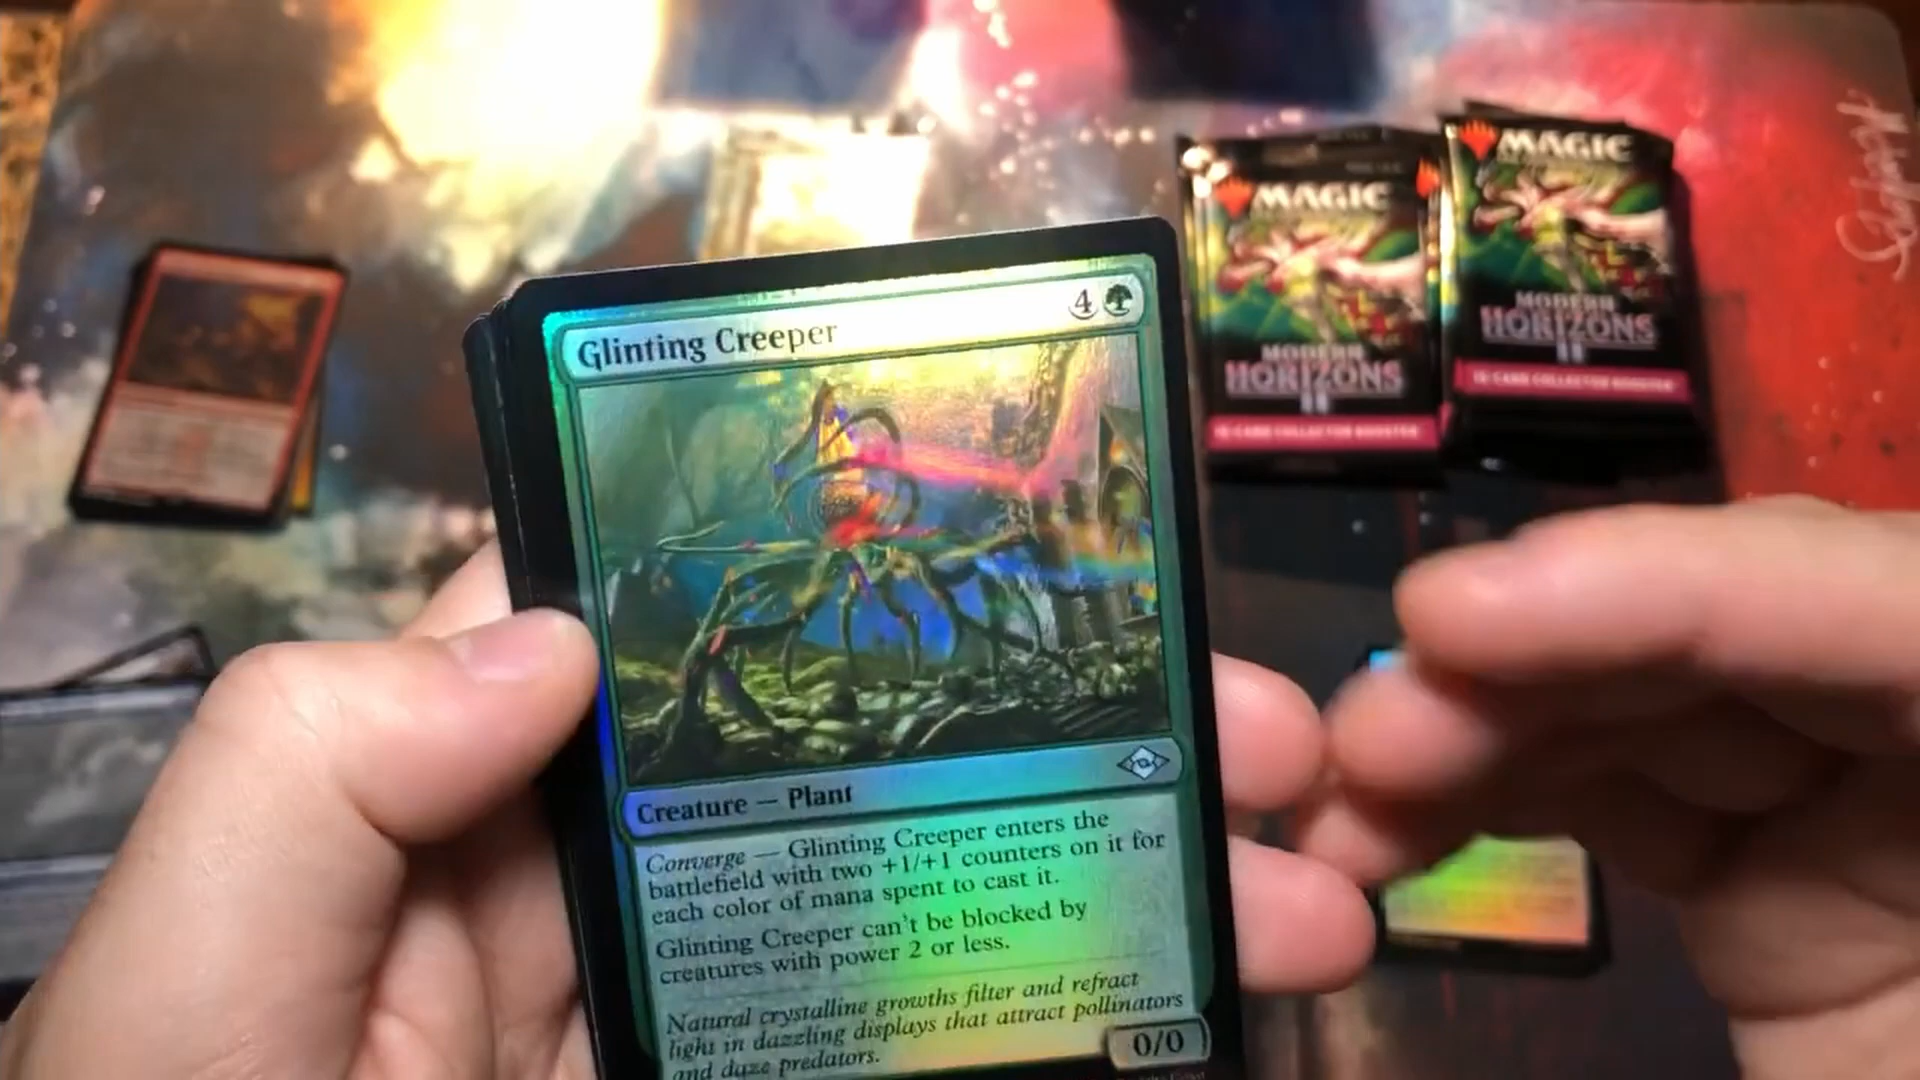 MAGIC
MODERN
HORIZONS
II
MAGIC
MODERN
HORIZONS
II
Glinting Creeper
4
Creature — Plant
Converge — Glinting Creeper enters the
battlefield with two +1/+1 counters on it for
each color of mana spent to cast it.
Glinting Creeper can't be blocked by
creatures with power 2 or less.
Natural crystalline growths filter and refract
light in dazzling displays that attract pollinators
and daze predators.
0/0